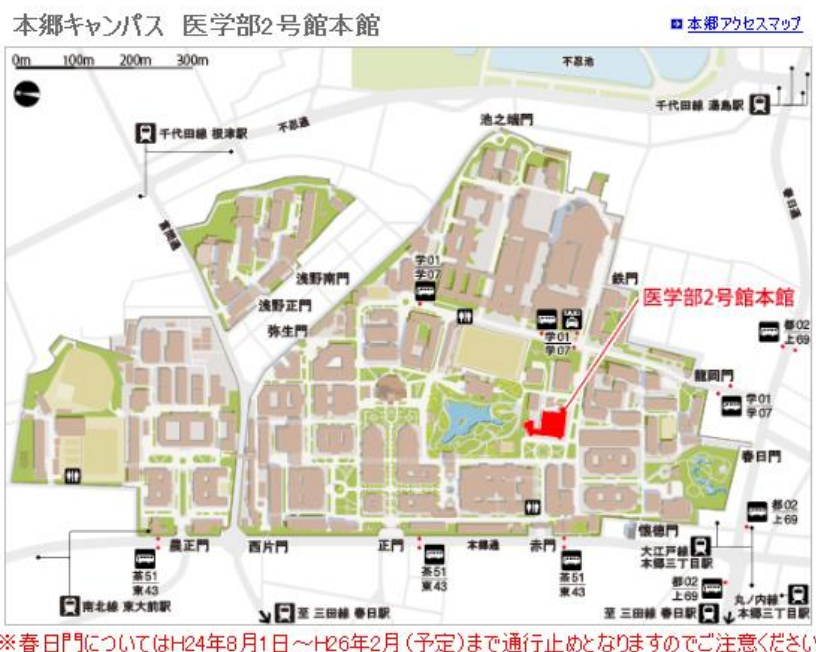 本郷キャンパス 医学部2号館本館
本郷アクセスマップ
0m 100m 200m 300m
不忍池
千代田線 湯島駅
千代田線 根津駅
不忍通
池之端門
春日通
言問通
学01
学07
浅野南門
浅野正門
弥生門
鉄門
医学部2号館本館
学01
学07
都02
上69
龍岡門
学01
学07
春日門
都02
上69
農正門
西片門
正門
本郷通
赤門
懐徳門
大江戸線
本郷三丁目駅
茶51
東43
茶51
東43
茶51
東43
都02
上69
丸ノ内線
本郷三丁目駅
南北線 東大前駅
至 三田線 春日駅
至 三田線 春日駅
※春日門についてはH24年8月1日～H26年2月(予定)まで通行止めとなりますのでご注意ください